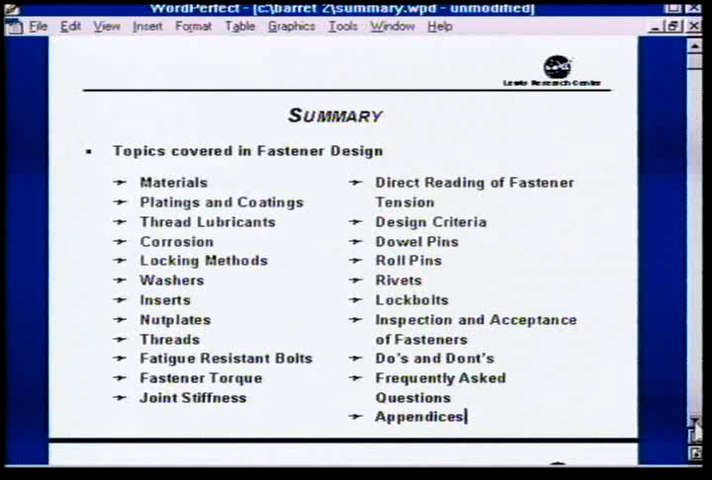 WordPerfect - [c:\barret 2\summary.wpd - unmodified]
File Edit View Insert Format Table Graphics Tools Window Help
Lewis Research Center
SUMMARY
Topics covered in Fastener Design
Materials
Platings and Coatings
Thread Lubricants
Corrosion
Locking Methods
Washers
Inserts
Nutplates
Threads
Fatigue Resistant Bolts
Fastener Torque
Joint Stiffness
Direct Reading of Fastener
Tension
Design Criteria
Dowel Pins
Roll Pins
Rivets
Lockbolts
Inspection and Acceptance
of Fasteners
Do's and Dont's
Frequently Asked
Questions
Appendices